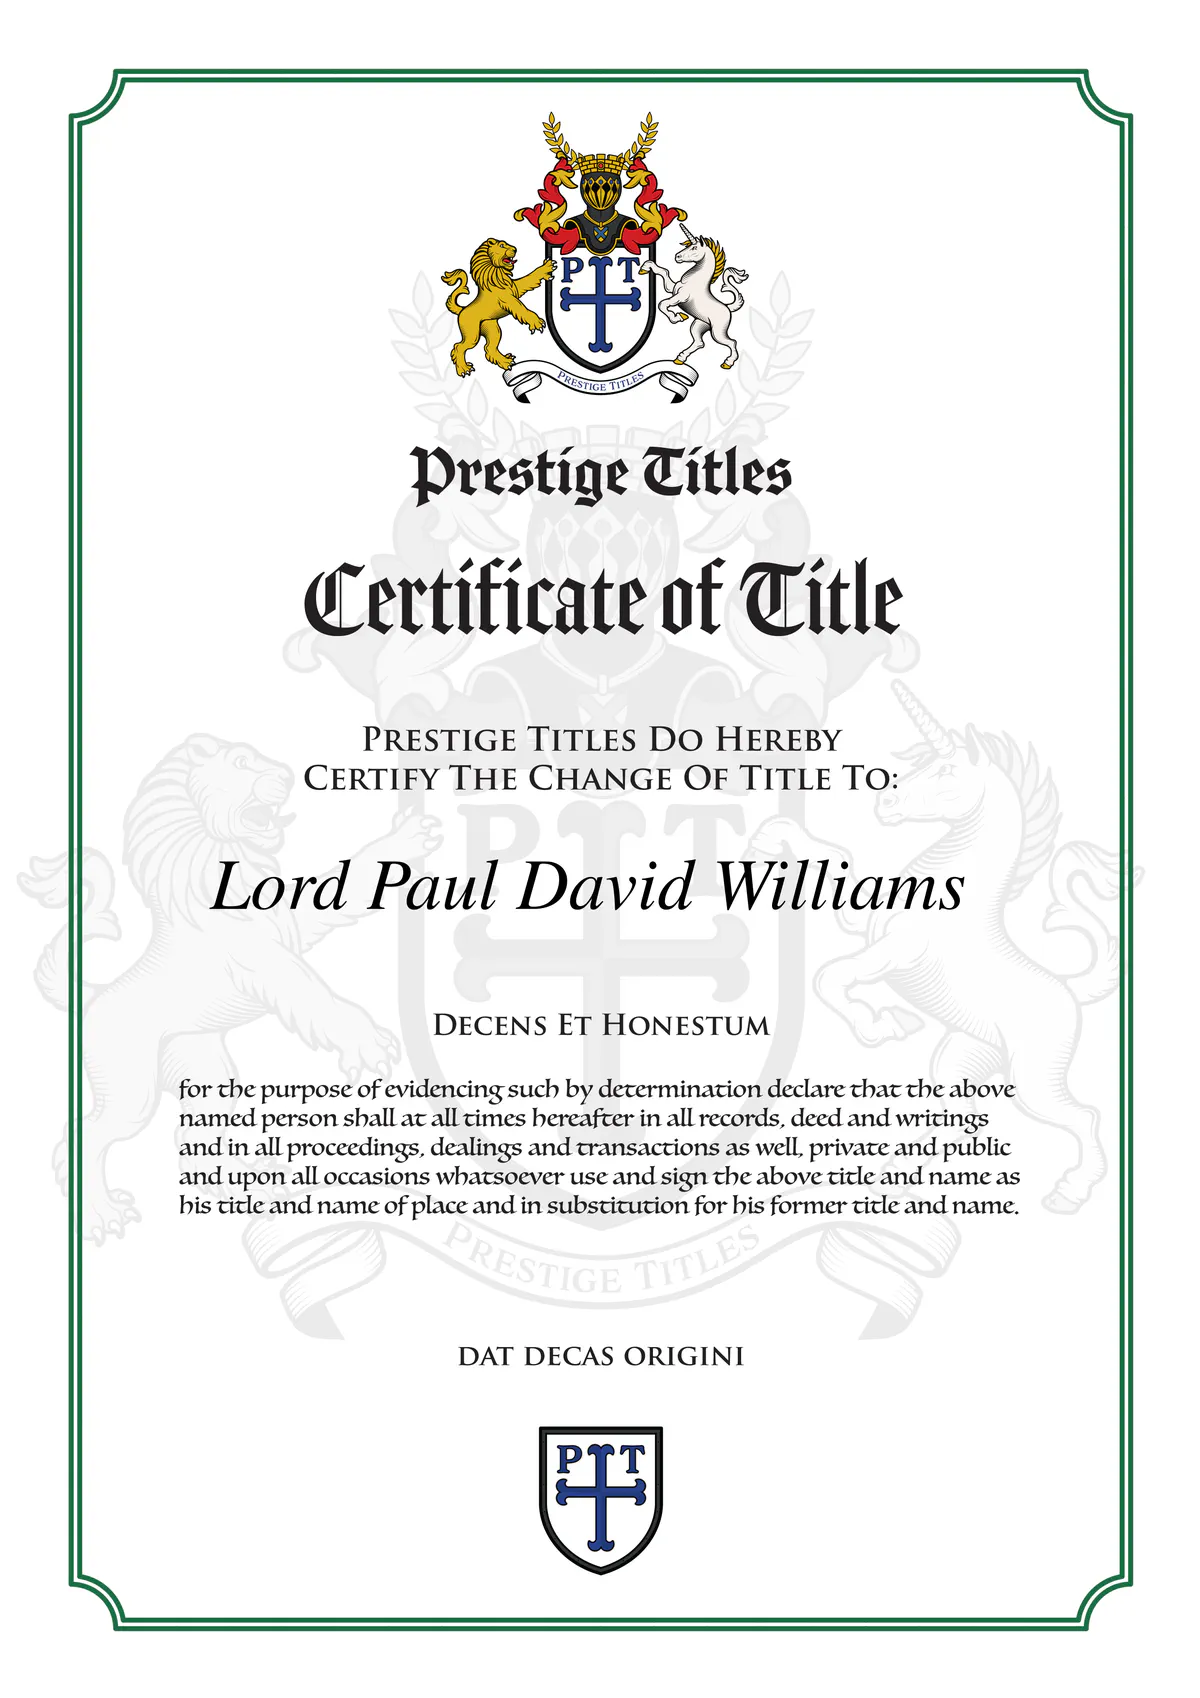 P T
PRESTIGE TITLES
Prestige Titles
Certificate of Title
PRESTIGE TITLES DO HEREBY
CERTIFY THE CHANGE OF TITLE TO:
P T
Lord Paul David Williams
DECENS ET HONESTUM
for the purpose of evidencing such by determination declare that the above
named person shall at all times hereafter in all records, deed and writings
and in all proceedings, dealings and transactions as well, private and public
and upon all occasions whatsoever use and sign the above title and name as
his title and name of place and in substitution for his former title and name.
PRESTIGE TITLES
DAT DECAS ORIGINI
P T